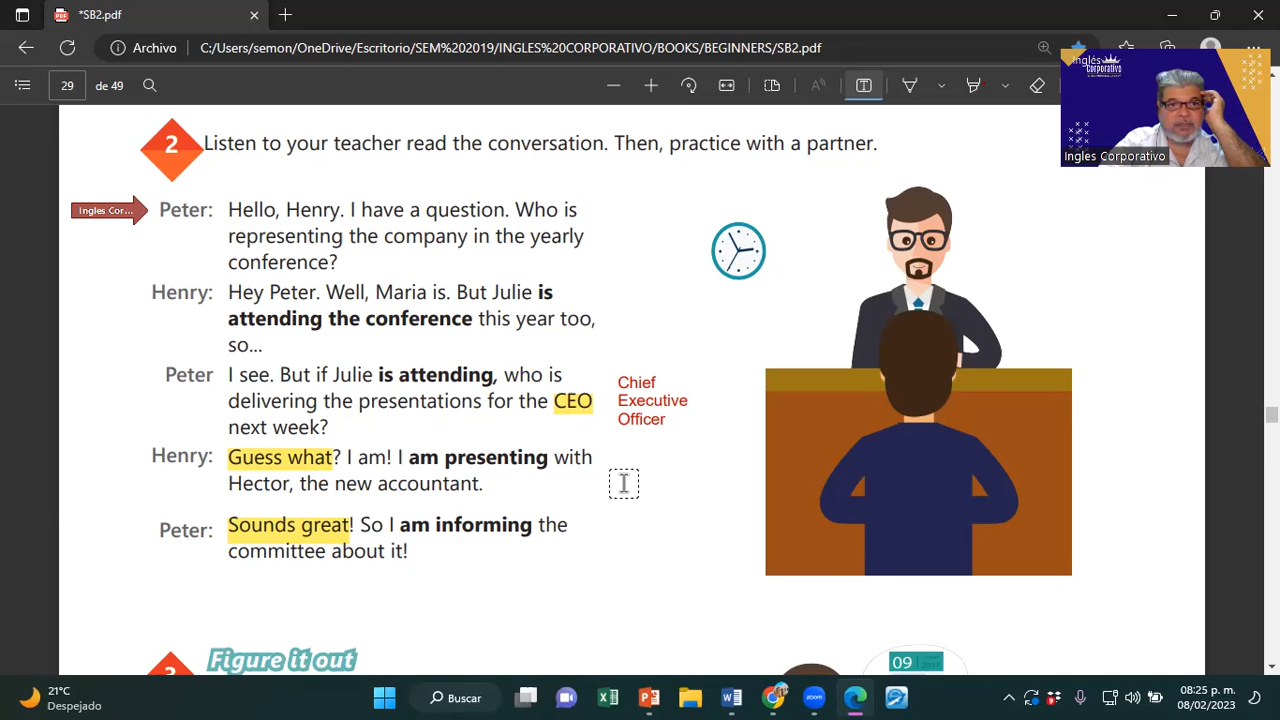 *SB2.pdf
Archivo
C:/Users/semon/OneDrive/Escritorio/SEM%202019/INGLES%20CORPORATIVO/BOOKS/BEGINNERS/SB2.pdf
29
de 49
Inglés
Corporativo
Ingles Corporativo
2
Listen to your teacher read the conversation. Then, practice with a partner.
Ingles Cor...
Peter: Hello, Henry. I have a question. Who is
representing the company in the yearly
conference?
Henry: Hey Peter. Well, Maria is. But Julie is
attending the conference this year too,
so...
Peter I see. But if Julie is attending, who is
delivering the presentations for the CEO
next week?
Chief
Executive
Officer
Henry: Guess what? I am! I am presenting with
Hector, the new accountant.
Peter: Sounds great! So I am informing the
committee about it!
3
Figure it out
09
21°C
Despejado
Buscar
08:25 p. m.
08/02/2023